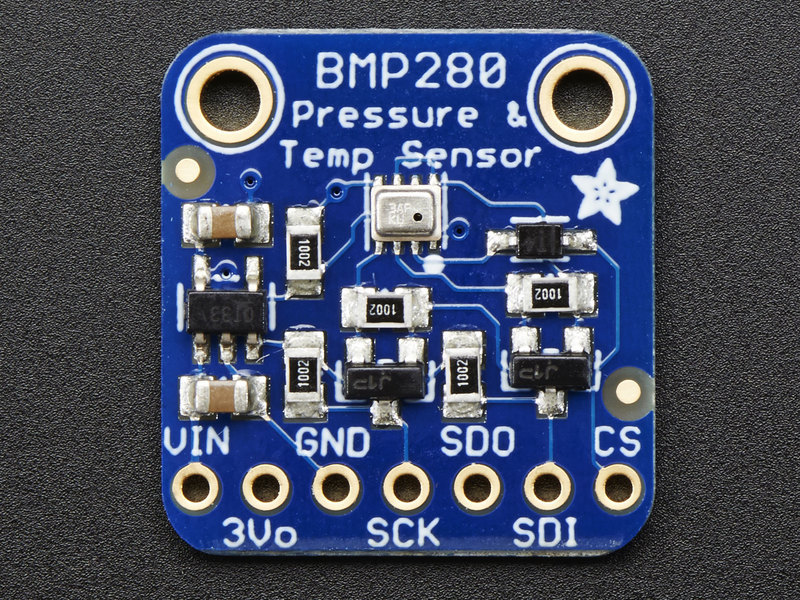 BMP280
Pressure &
Temp Sensor
1002
1002
1002
1002
1002
VIN GND SDO CS
3Vo SCK SDI